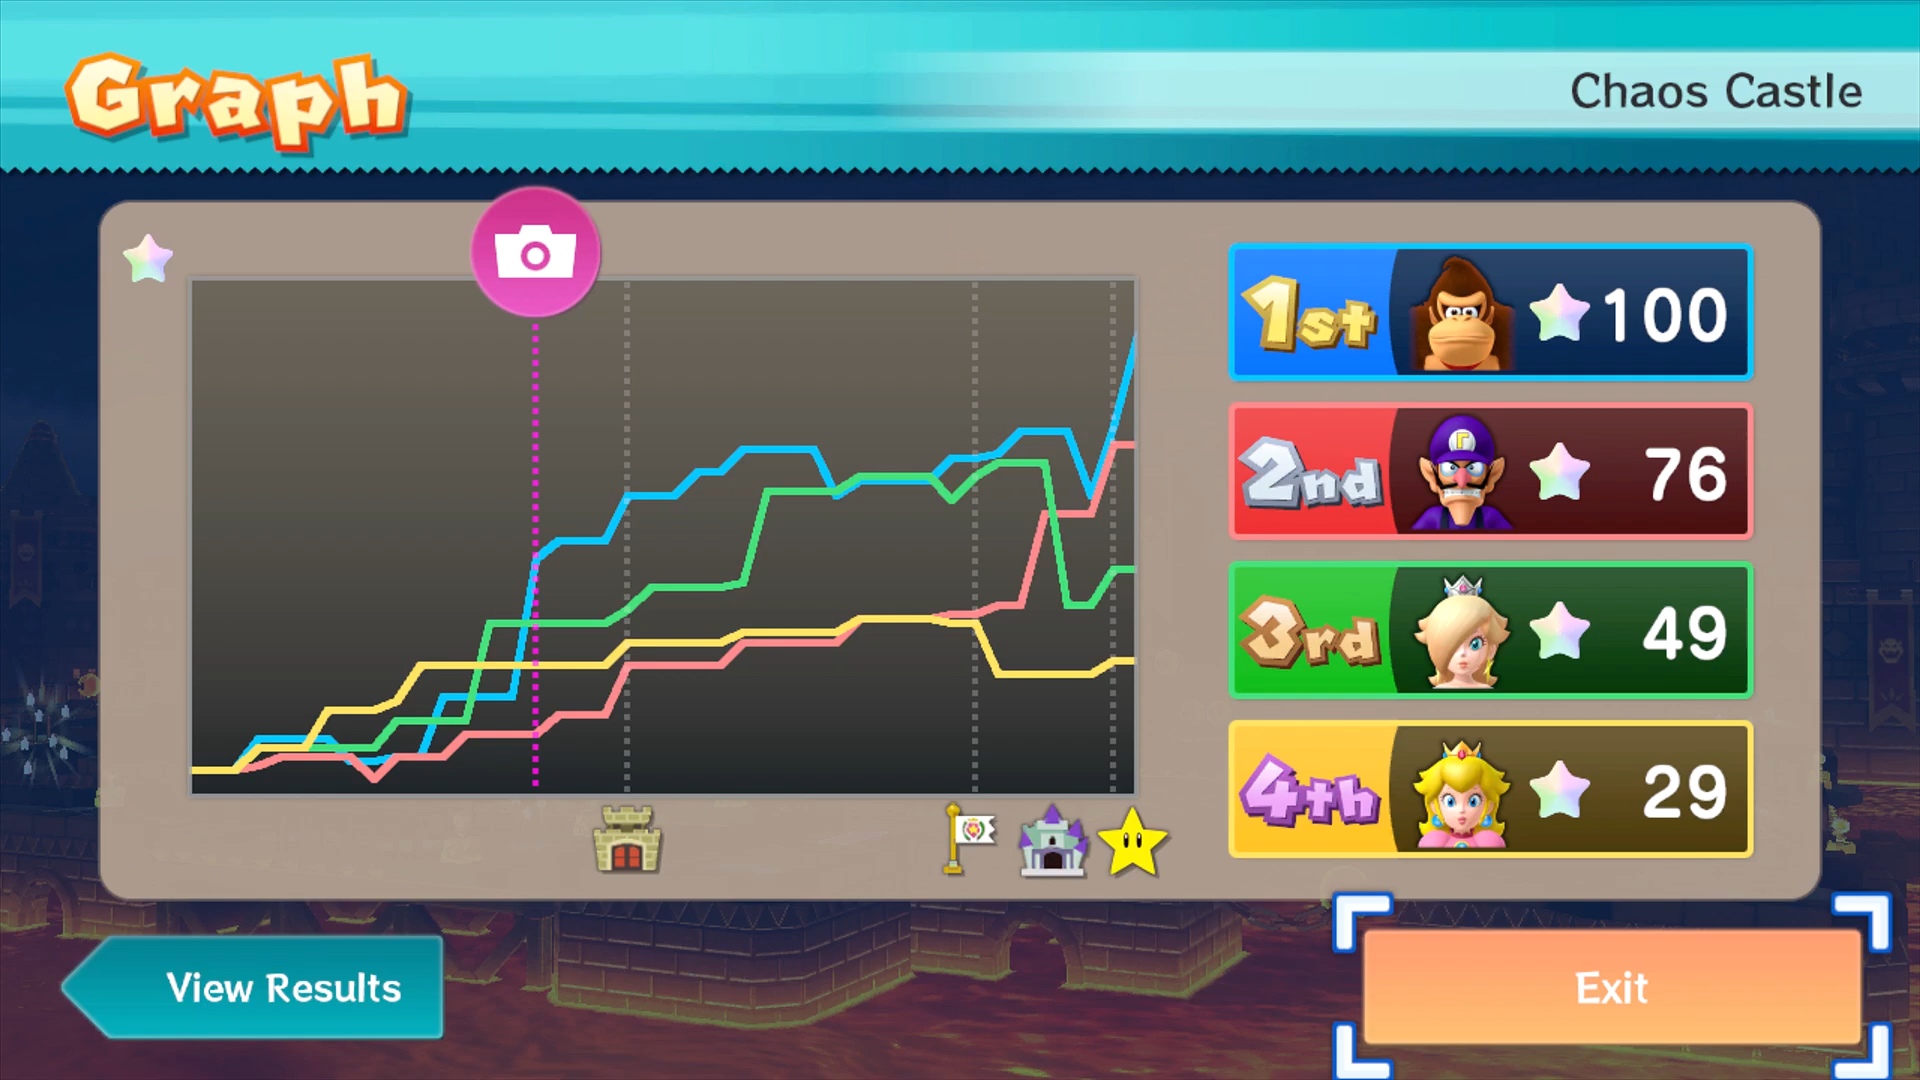 Graph
Chaos Castle
1st 100
2nd 76
3rd 49
4th 29
View Results
Exit